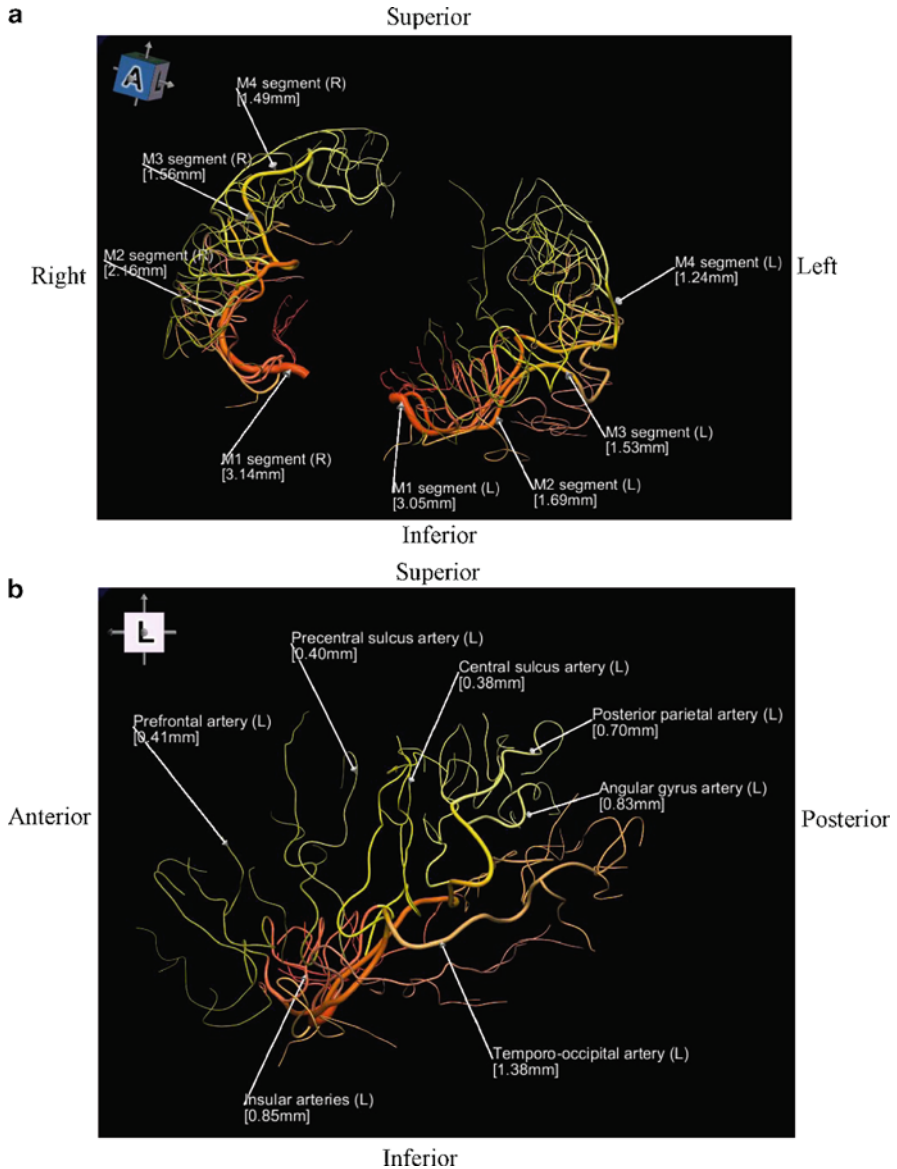 a
Superior
A
L
M4 segment (R)
[1.49mm]
M3 segment (R)
[1.56mm]
M2 segment (R)
[2.16mm]
Right
Left
M4 segment (L)
[1.24mm]
M3 segment (L)
[1.53mm]
M1 segment (R)
[3.14mm]
M1 segment (L)
[3.05mm]
M2 segment (L)
[1.69mm]
Inferior
b
Superior
L
Precentral sulcus artery (L)
[0.40mm]
Central sulcus artery (L)
[0.38mm]
Prefrontal artery (L)
[0.41mm]
Posterior parietal artery (L)
[0.70mm]
Angular gyrus artery (L)
[0.83mm]
Anterior
Posterior
Temporo-occipital artery (L)
[1.38mm]
Insular arteries (L)
[0.85mm]
Inferior